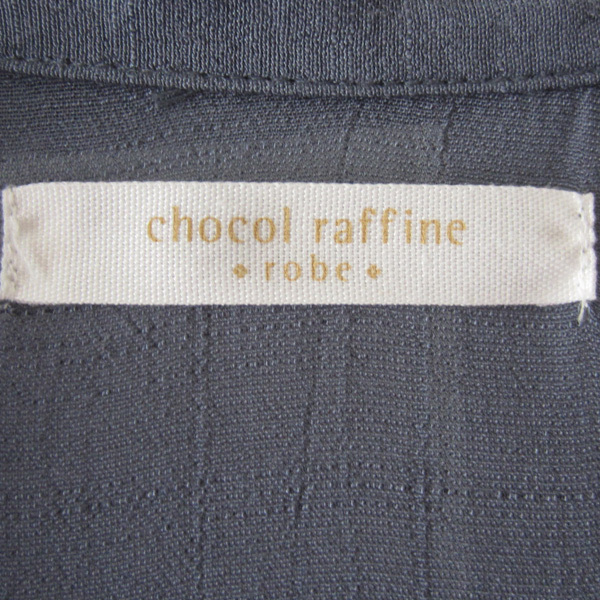 chocol raffine
• robe •